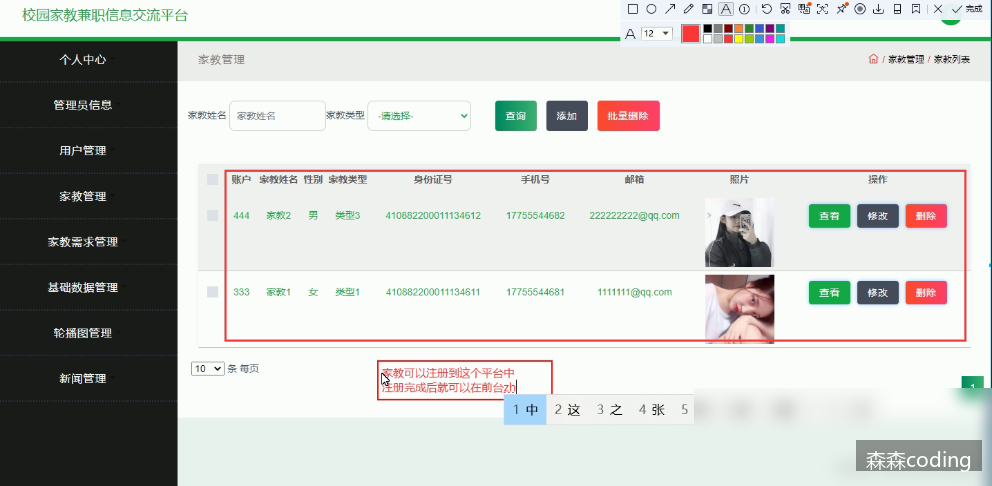 校园家教兼职信息交流平台
完成
A 12
个人中心
管理员信息
用户管理
家教管理
家教需求管理
基础数据管理
轮播图管理
新闻管理
家教管理
/ 家教管理 / 家教列表
家教姓名 家教姓名 家教类型 -请选择- 查询 添加 批量删除
账户 家教姓名 性别 家教类型 身份证号 手机号 邮箱 照片 操作
444 家教2 男 类型3 410882200011134612 17755544682 222222222@qq.com 查看 修改 删除
333 家教1 女 类型1 410882200011134611 17755544681 1111111@qq.com 查看 修改 删除
10 条 每页
家教可以注册到这个平台中
注册完成后就可以在前台zh
1 中 2 这 3 之 4 张 5
1
森森coding